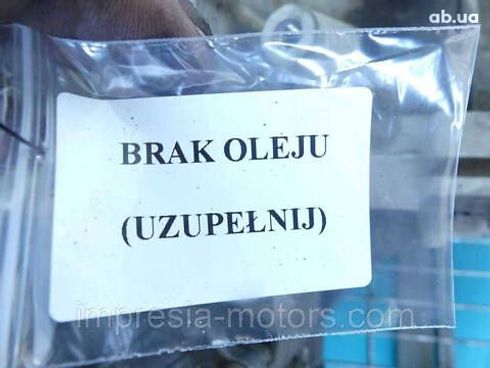 ab.ua
BRAK OLEJU
(UZUPEŁNIJ)
impresia-motors.com